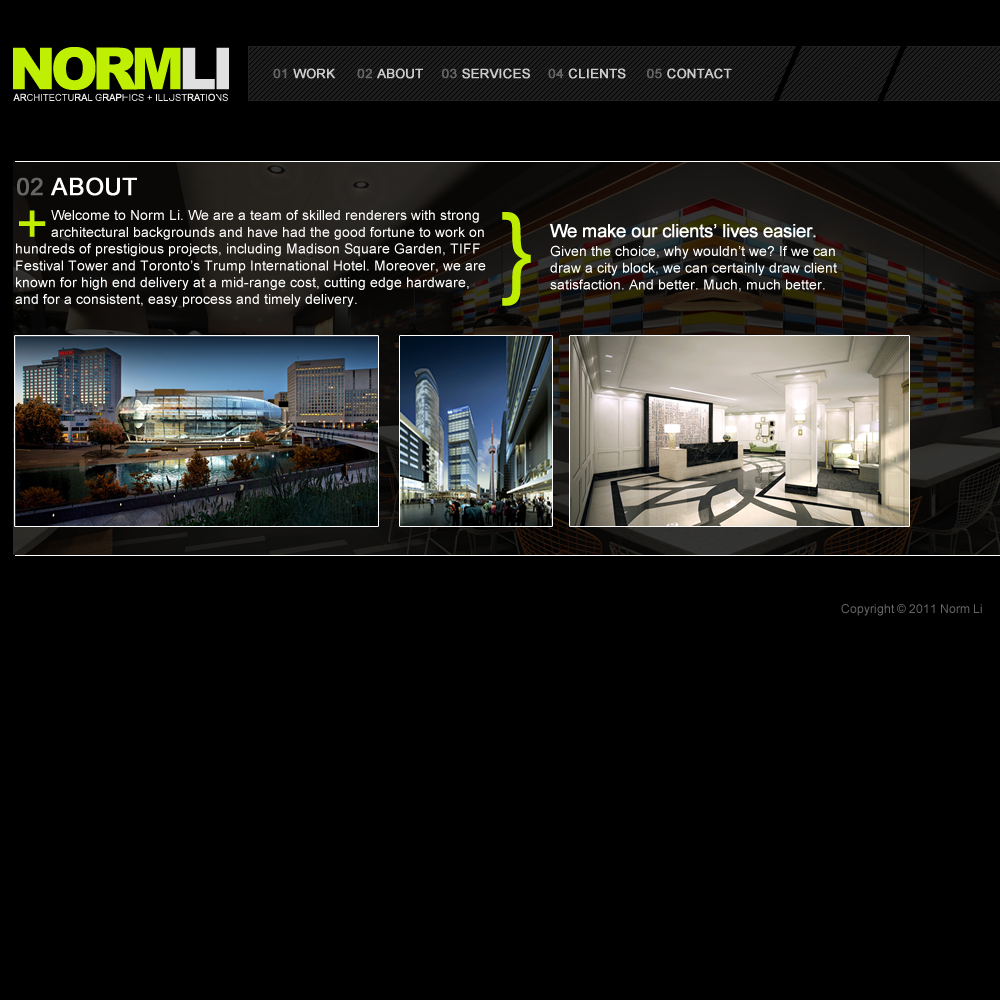 NORMLI
ARCHITECTURAL GRAPHICS + ILLUSTRATIONS
01 WORK 02 ABOUT 03 SERVICES 04 CLIENTS 05 CONTACT
02 ABOUT
+ Welcome to Norm Li. We are a team of skilled renderers with strong
architectural backgrounds and have had the good fortune to work on
hundreds of prestigious projects, including Madison Square Garden, TIFF
Festival Tower and Toronto's Trump International Hotel. Moreover, we are
known for high end delivery at a mid-range cost, cutting edge hardware,
and for a consistent, easy process and timely delivery.
}
We make our clients’ lives easier.
Given the choice, why wouldn’t we? If we can
draw a city block, we can certainly draw client
satisfaction. And better. Much, much better.
Copyright © 2011 Norm Li